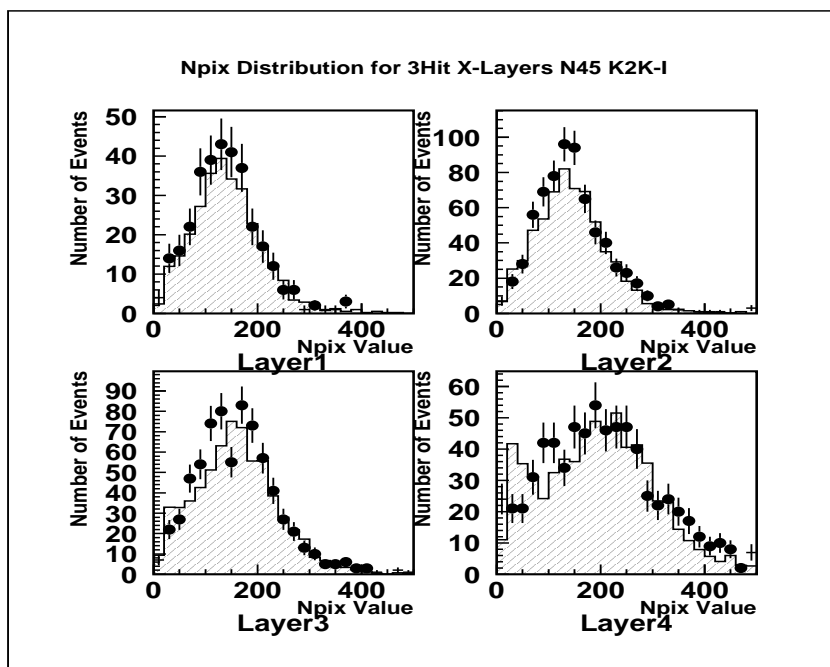 Npix Distribution for 3Hit X-Layers N45 K2K-I
Number of Events
50
40
30
20
10
0
0 200 400
Npix Value
Layer1
Number of Events
100
80
60
40
20
0
0 200 400
Npix Value
Layer2
Number of Events
90
80
70
60
50
40
30
20
10
0
0 200 400
Npix Value
Layer3
Number of Events
60
50
40
30
20
10
0
0 200 400
Npix Value
Layer4